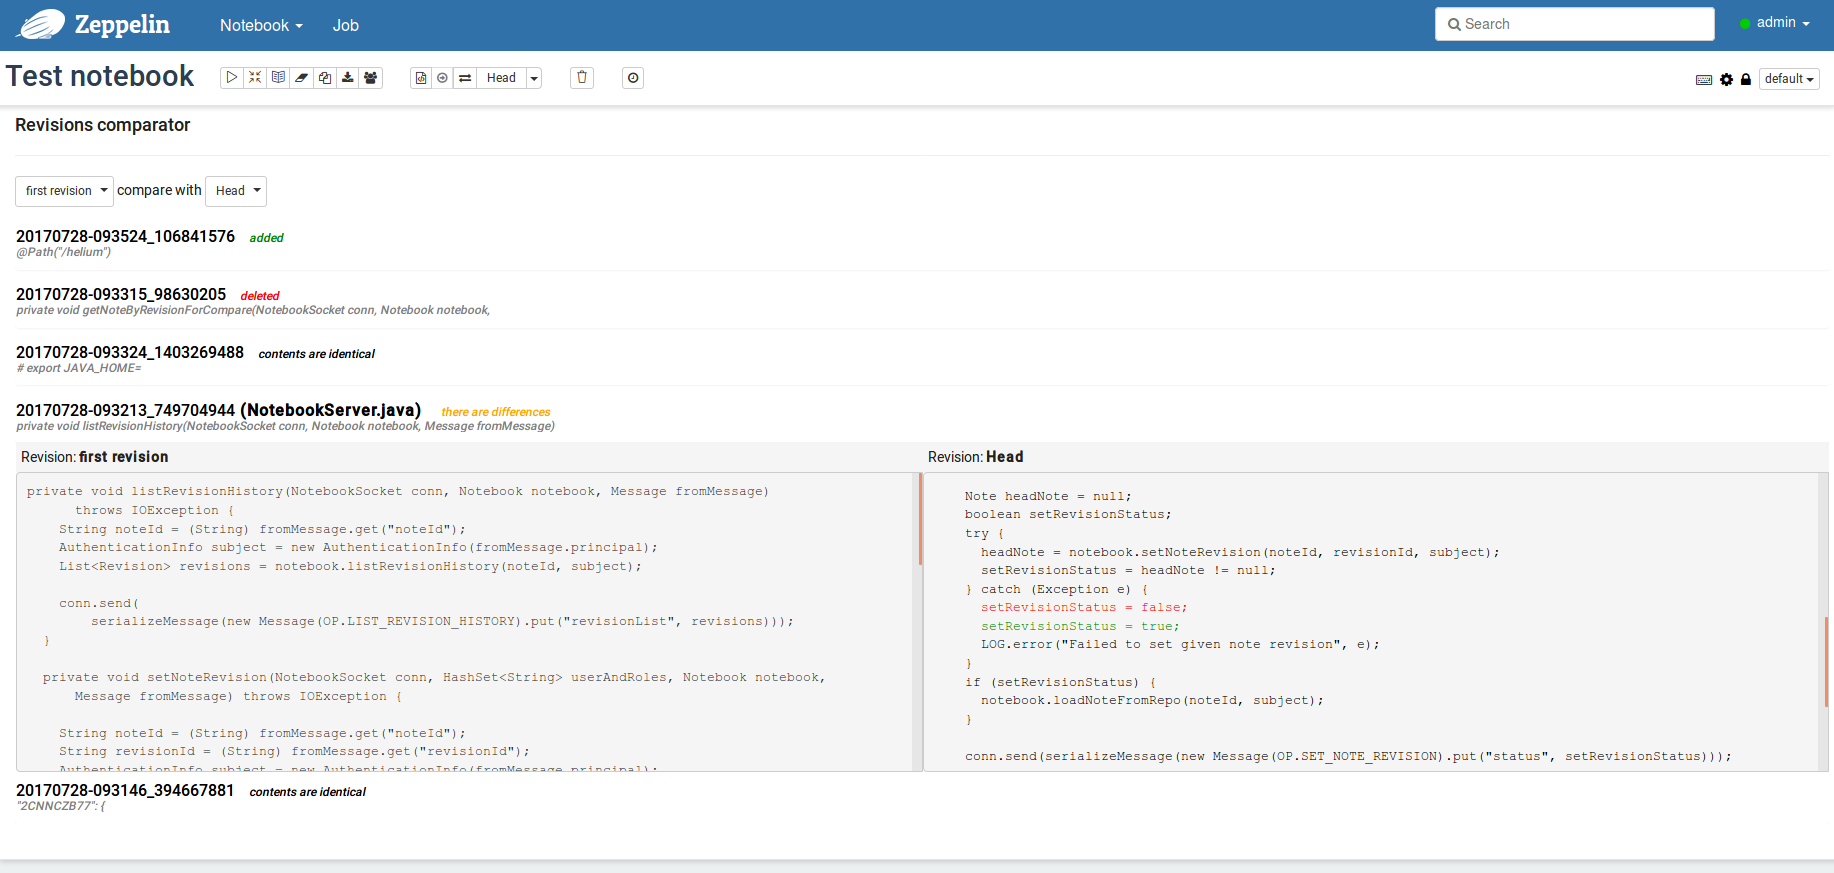 Zeppelin Notebook Job Search admin
Test notebook Head default
Revisions comparator
first revision compare with Head
20170728-093524_106841576 added
@Path("/helium")
20170728-093315_98630205 deleted
private void getNoteByRevisionForCompare(NotebookSocket conn, Notebook notebook,
20170728-093324_1403269488 contents are identical
# export JAVA_HOME=
20170728-093213_749704944 (NotebookServer.java) there are differences
private void listRevisionHistory(NotebookSocket conn, Notebook notebook, Message fromMessage)
Revision: first revision
private void listRevisionHistory(NotebookSocket conn, Notebook notebook, Message fromMessage)
throws IOException {
String noteId = (String) fromMessage.get("noteId");
AuthenticationInfo subject = new AuthenticationInfo(fromMessage.principal);
List<Revision> revisions = notebook.listRevisionHistory(noteId, subject);
conn.send(
serializeMessage(new Message(OP.LIST_REVISION_HISTORY).put("revisionList", revisions)));
}
private void setNoteRevision(NotebookSocket conn, HashSet<String> userAndRoles, Notebook notebook,
Message fromMessage) throws IOException {
String noteId = (String) fromMessage.get("noteId");
String revisionId = (String) fromMessage.get("revisionId");
AuthenticationInfo subject = new AuthenticationInfo(fromMessage.principal);
Revision: Head
Note headNote = null;
boolean setRevisionStatus;
try {
headNote = notebook.setNoteRevision(noteId, revisionId, subject);
setRevisionStatus = headNote != null;
} catch (Exception e) {
setRevisionStatus = false;
setRevisionStatus = true;
LOG.error("Failed to set given note revision", e);
}
if (setRevisionStatus) {
notebook.loadNoteFromRepo(noteId, subject);
}
conn.send(serializeMessage(new Message(OP.SET_NOTE_REVISION).put("status", setRevisionStatus)));
20170728-093146_394667881 contents are identical
"2CNNCZB77": {